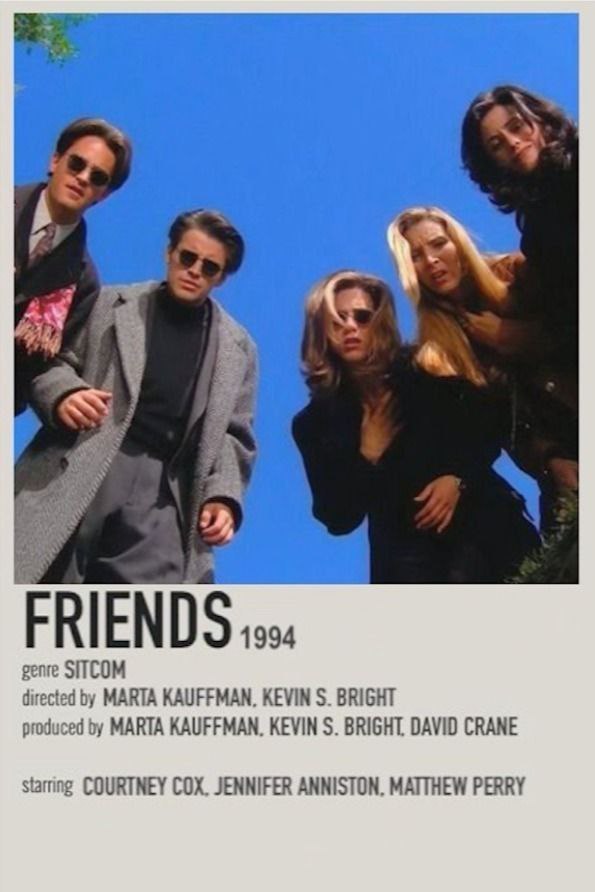 FRIENDS 1994
genre SITCOM
directed by MARTA KAUFFMAN, KEVIN S. BRIGHT
produced by MARTA KAUFFMAN, KEVIN S. BRIGHT, DAVID CRANE
starring COURTNEY COX, JENNIFER ANNISTON, MATTHEW PERRY